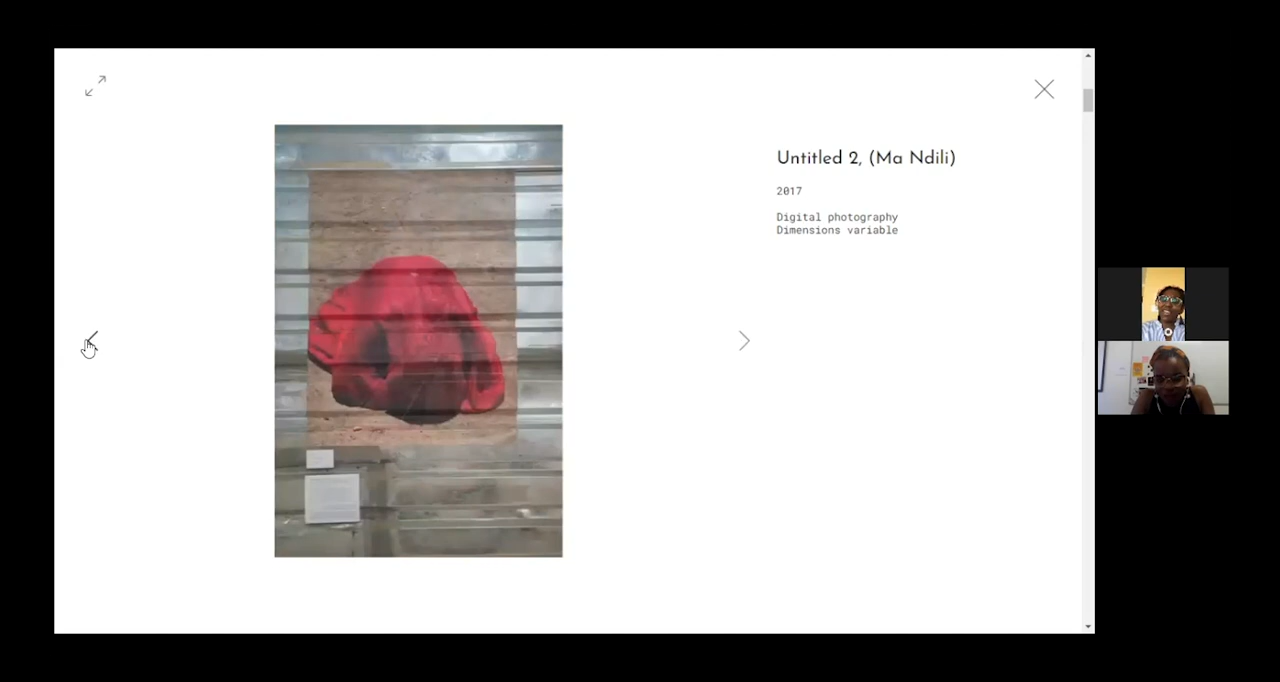 Untitled 2, (Ma Ndili)
2017
Digital photography
Dimensions variable